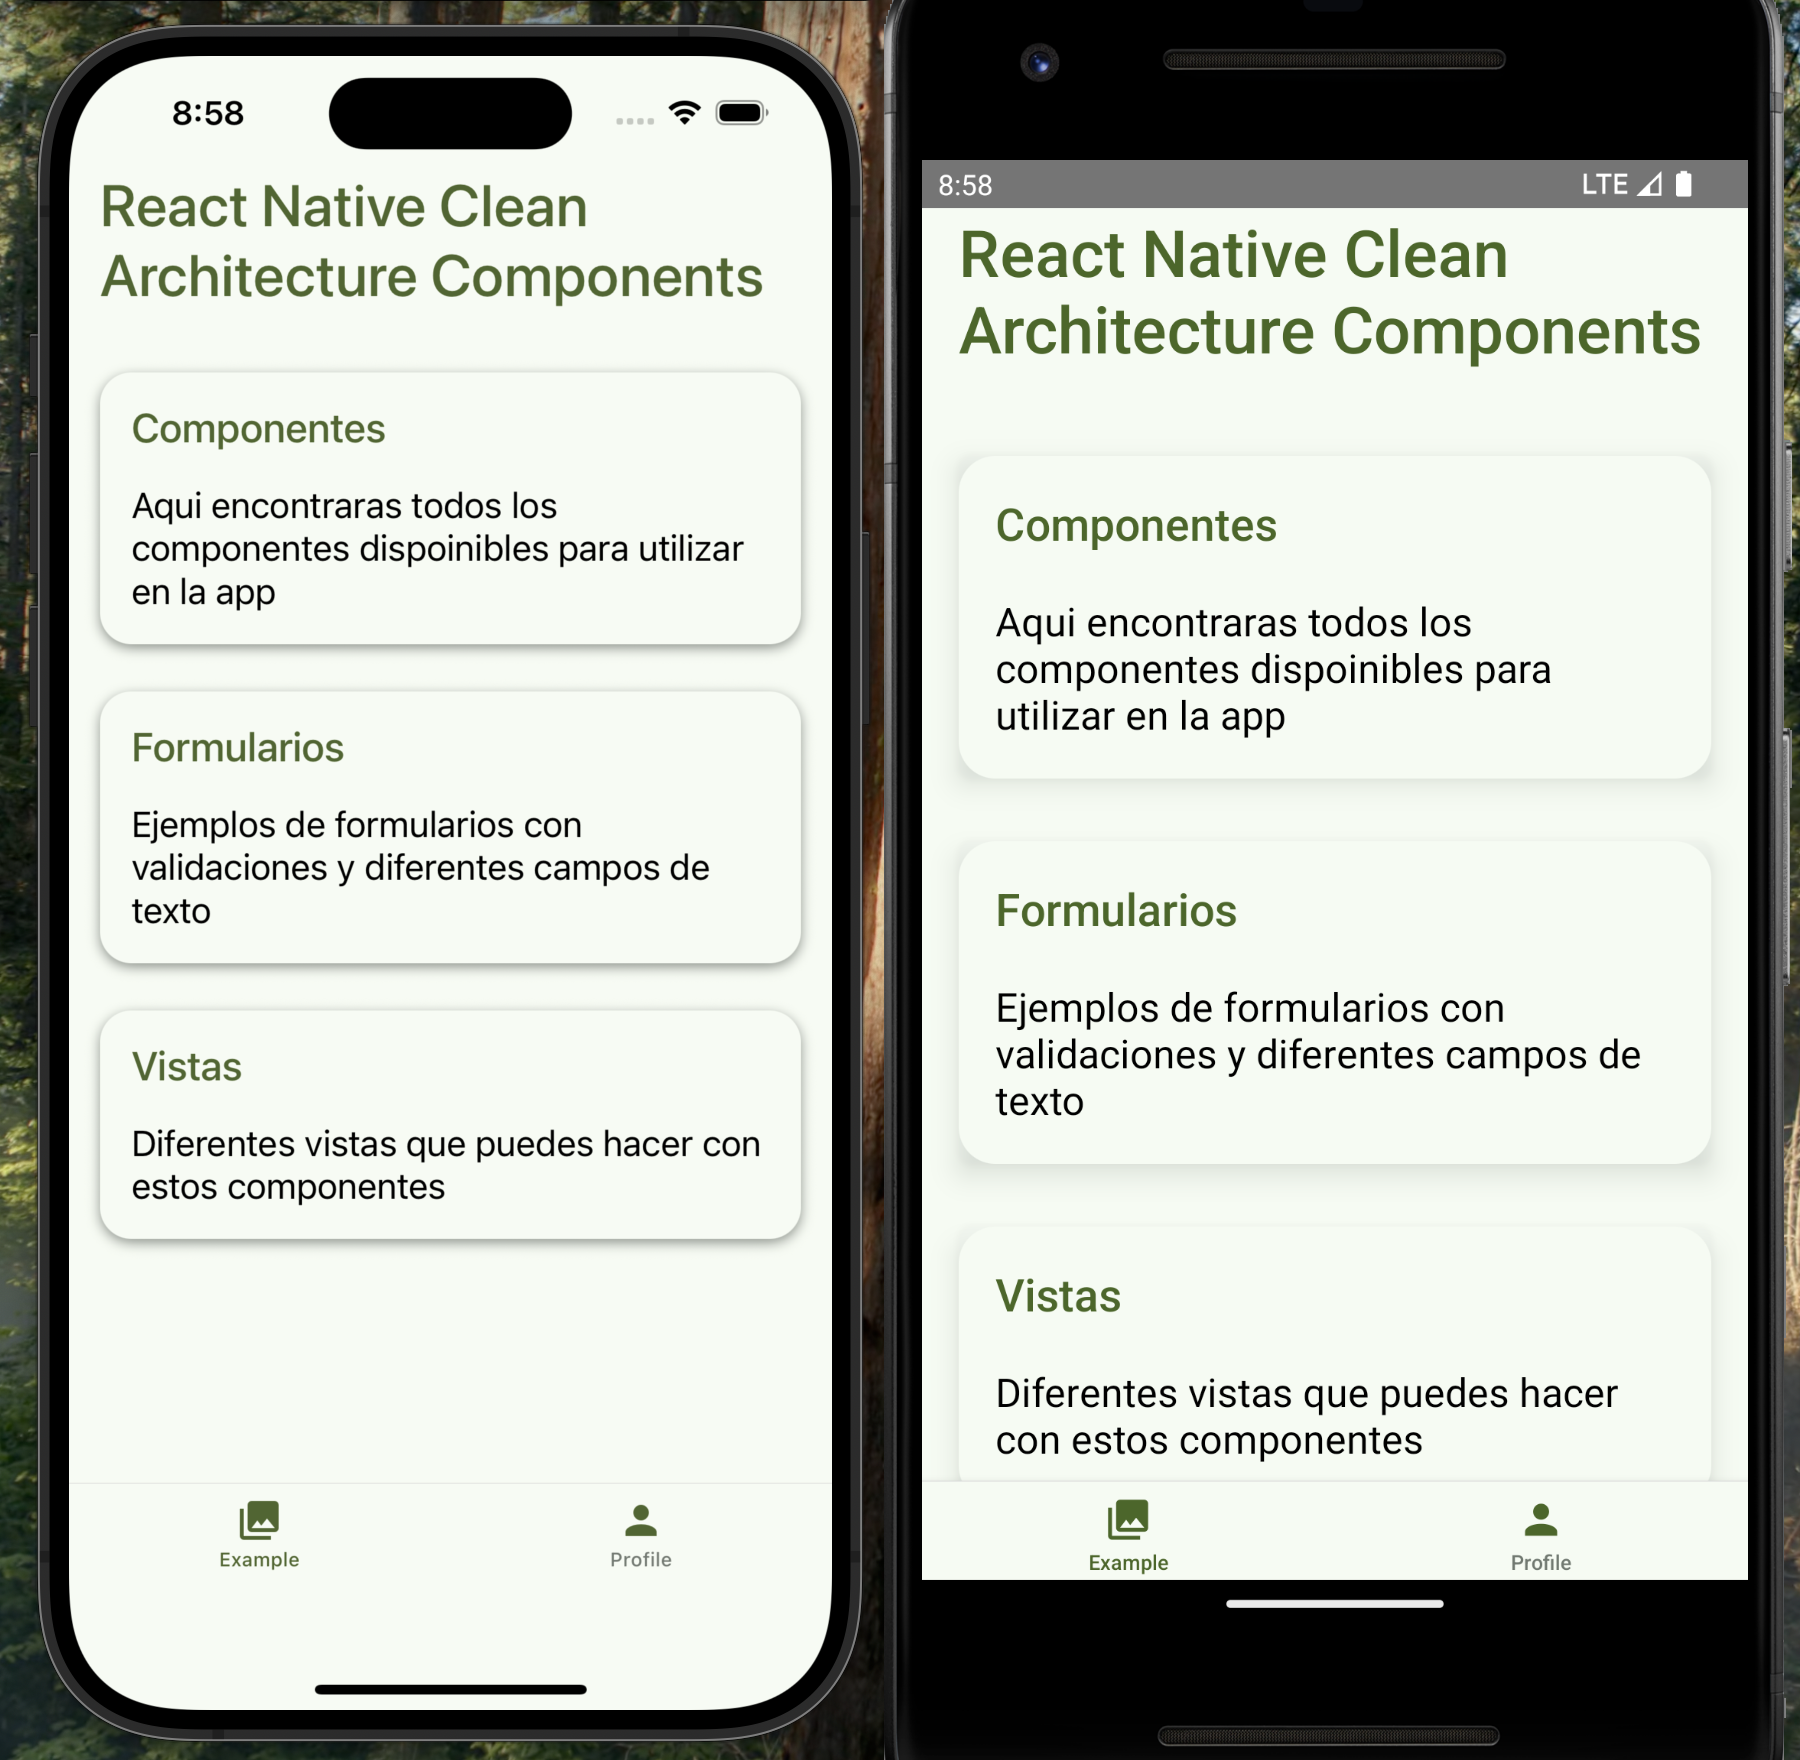 8:58
React Native Clean
Architecture Components
Componentes
Aqui encontraras todos los
componentes dispoinibles para utilizar
en la app
Formularios
Ejemplos de formularios con
validaciones y diferentes campos de
texto
Vistas
Diferentes vistas que puedes hacer con
estos componentes
Example
Profile
8:58
LTE
React Native Clean
Architecture Components
Componentes
Aqui encontraras todos los
componentes dispoinibles para
utilizar en la app
Formularios
Ejemplos de formularios con
validaciones y diferentes campos de
texto
Vistas
Diferentes vistas que puedes hacer
con estos componentes
Example
Profile